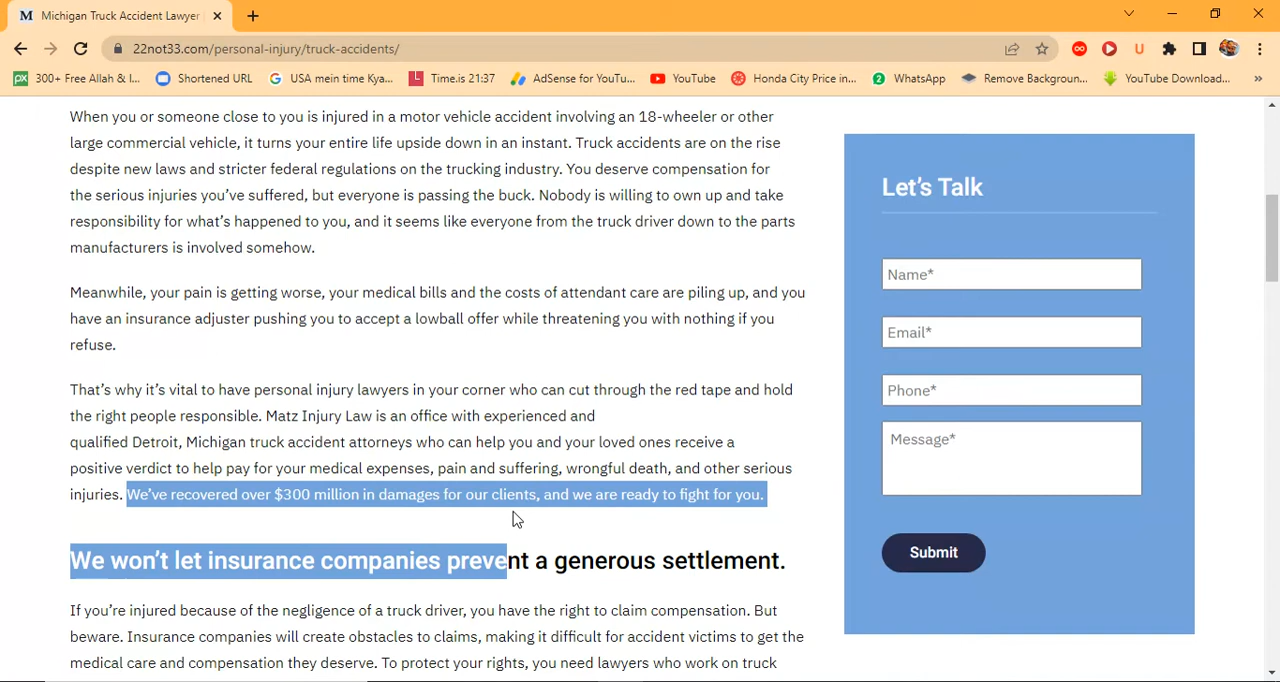 Michigan Truck Accident Lawyer
22not33.com/personal-injury/truck-accidents/
300+ Free Allah & I... Shortened URL USA mein time Kya... Time.is 21:37 AdSense for YouTu... YouTube Honda City Price in... 2 WhatsApp Remove Backgroun... YouTube Download... »
When you or someone close to you is injured in a motor vehicle accident involving an 18-wheeler or other
large commercial vehicle, it turns your entire life upside down in an instant. Truck accidents are on the rise
despite new laws and stricter federal regulations on the trucking industry. You deserve compensation for
the serious injuries you’ve suffered, but everyone is passing the buck. Nobody is willing to own up and take
responsibility for what’s happened to you, and it seems like everyone from the truck driver down to the parts
manufacturers is involved somehow.
Meanwhile, your pain is getting worse, your medical bills and the costs of attendant care are piling up, and you
have an insurance adjuster pushing you to accept a lowball offer while threatening you with nothing if you
refuse.
That’s why it’s vital to have personal injury lawyers in your corner who can cut through the red tape and hold
the right people responsible. Matz Injury Law is an office with experienced and
qualified Detroit, Michigan truck accident attorneys who can help you and your loved ones receive a
positive verdict to help pay for your medical expenses, pain and suffering, wrongful death, and other serious
injuries. We’ve recovered over $300 million in damages for our clients, and we are ready to fight for you.
We won’t let insurance companies prevent a generous settlement.
If you’re injured because of the negligence of a truck driver, you have the right to claim compensation. But
beware. Insurance companies will create obstacles to claims, making it difficult for accident victims to get the
medical care and compensation they deserve. To protect your rights, you need lawyers who work on truck
Let’s Talk
Name*
Email*
Phone*
Message*
Submit